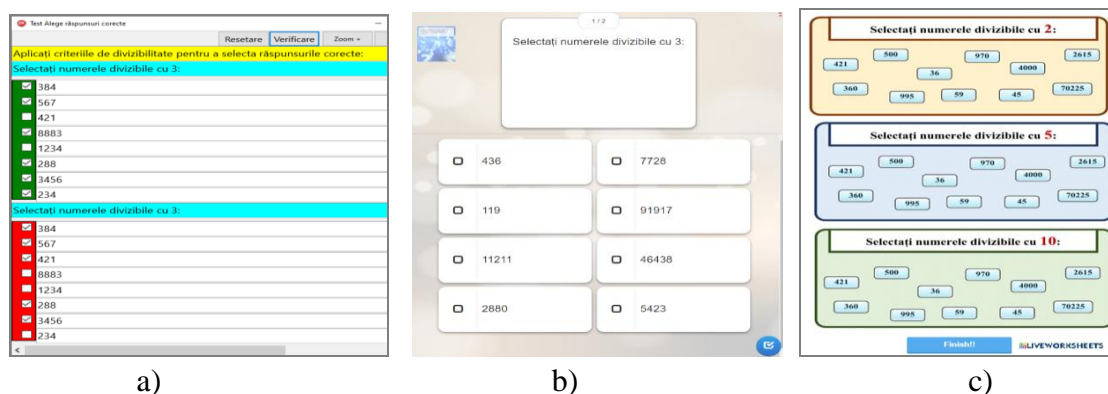 Test Alege răspunsuri corecte
Resetare Verificare Zoom
Aplicați criteriile de divizibilitate pentru a selecta răspunsurile corecte:
Selectați numerele divizibile cu 3:
384
567
421
8883
1234
288
3456
234
Selectați numerele divizibile cu 3:
384
567
421
8883
1234
288
3456
234
a)
1/2
Selectați numerele divizibile cu 3:
436 7728
119 91917
11211 46438
2880 5423
b)
Selectați numerele divizibile cu 2:
421 500 36 970 4000 2615
360 995 59 45 70225
Selectați numerele divizibile cu 5:
421 500 36 970 4000 2615
360 995 59 45 70225
Selectați numerele divizibile cu 10:
421 500 36 970 4000 2615
360 995 59 45 70225
Finish!! LIVEWORKSHEETS
c)